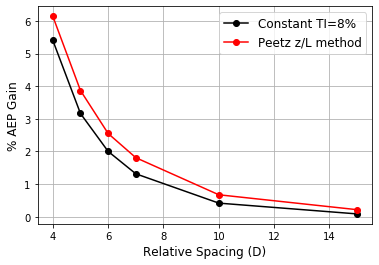 Constant TI=8%
Peetz z/L method
% AEP Gain
6
5
4
3
2
1
0
4 6 8 10 12 14
Relative Spacing (D)